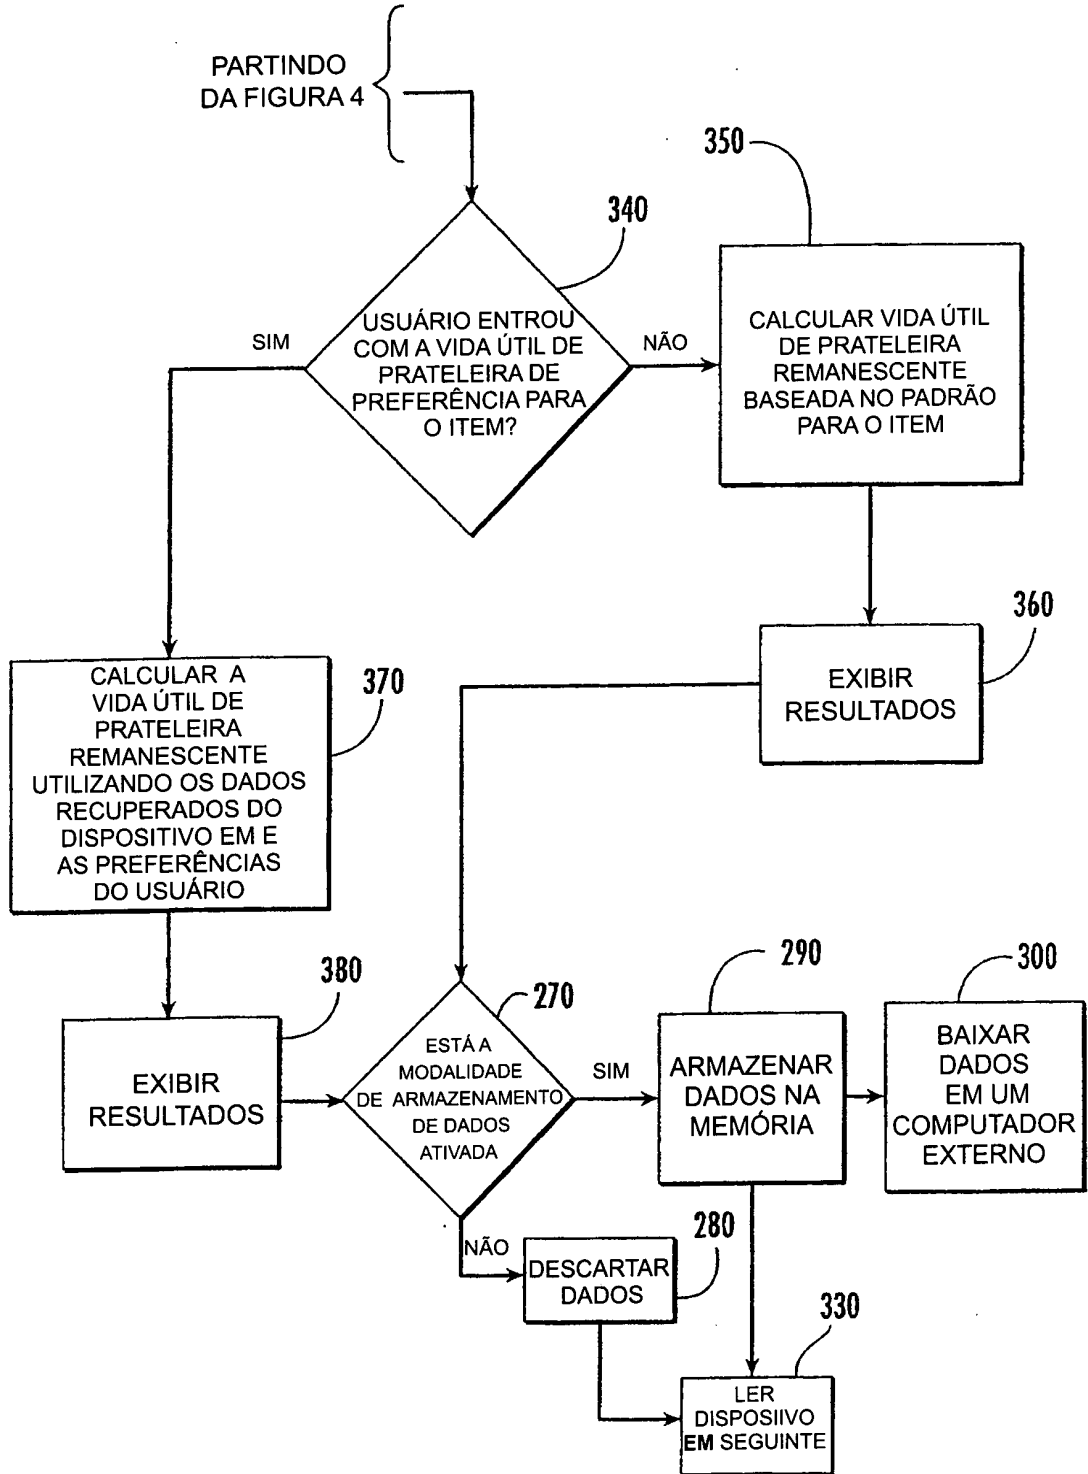 PARTINDO
DA FIGURA 4
340
USUÁRIO ENTROU
COM A VIDA ÚTIL DE
PRATELEIRA DE
PREFERÊNCIA PARA
O ITEM?
SIM
NÃO
350
CALCULAR VIDA ÚTIL
DE PRATELEIRA
REMANESCENTE
BASEADA NO PADRÃO
PARA O ITEM
360
EXIBIR
RESULTADOS
370
CALCULAR A
VIDA ÚTIL DE
PRATELEIRA
REMANESCENTE
UTILIZANDO OS DADOS
RECUPERADOS DO
DISPOSITIVO EM E
AS PREFERÊNCIAS
DO USUÁRIO
380
EXIBIR
RESULTADOS
270
ESTÁ A
MODALIDADE
DE ARMAZENAMENTO
DE DADOS
ATIVADA
SIM
NÃO
290
ARMAZENAR
DADOS NA
MEMÓRIA
300
BAIXAR
DADOS
EM UM
COMPUTADOR
EXTERNO
280
DESCARTAR
DADOS
330
LER
DISPOSIIVO
EM SEGUINTE